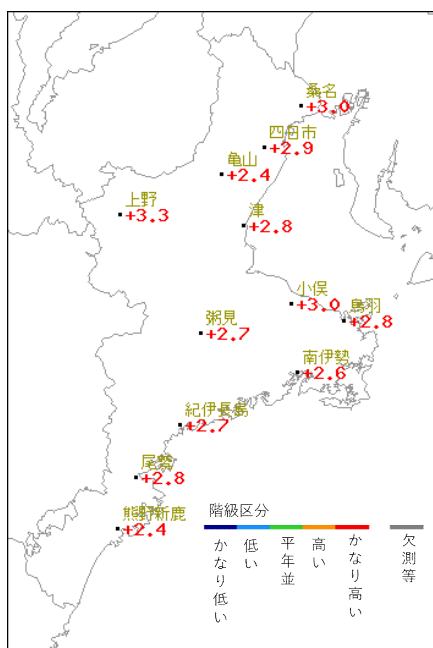 桑名
+3.0
四日市
+2.9
亀山
+2.4
上野
+3.3
津
+2.8
小俣
+3.0
鳥羽
+2.8
粥見
+2.7
南伊勢
+2.6
紀伊長島
+2.7
尾鷲
+2.8
熊野新鹿
+2.4
階級区分
かなり低い
低い
平年並
高い
かなり高い
欠測等